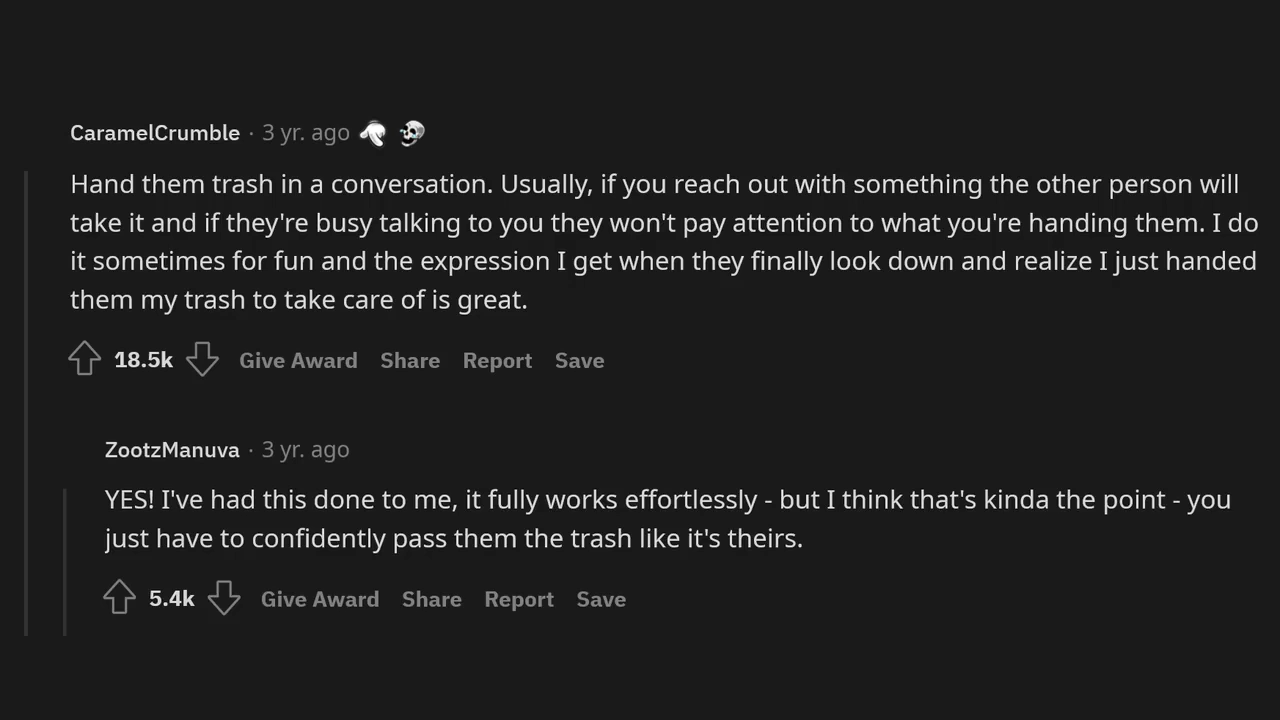 CaramelCrumble · 3 yr. ago
Hand them trash in a conversation. Usually, if you reach out with something the other person will
take it and if they're busy talking to you they won't pay attention to what you're handing them. I do
it sometimes for fun and the expression I get when they finally look down and realize I just handed
them my trash to take care of is great.
18.5k Give Award Share Report Save
ZootzManuva · 3 yr. ago
YES! I've had this done to me, it fully works effortlessly - but I think that's kinda the point - you
just have to confidently pass them the trash like it's theirs.
5.4k Give Award Share Report Save